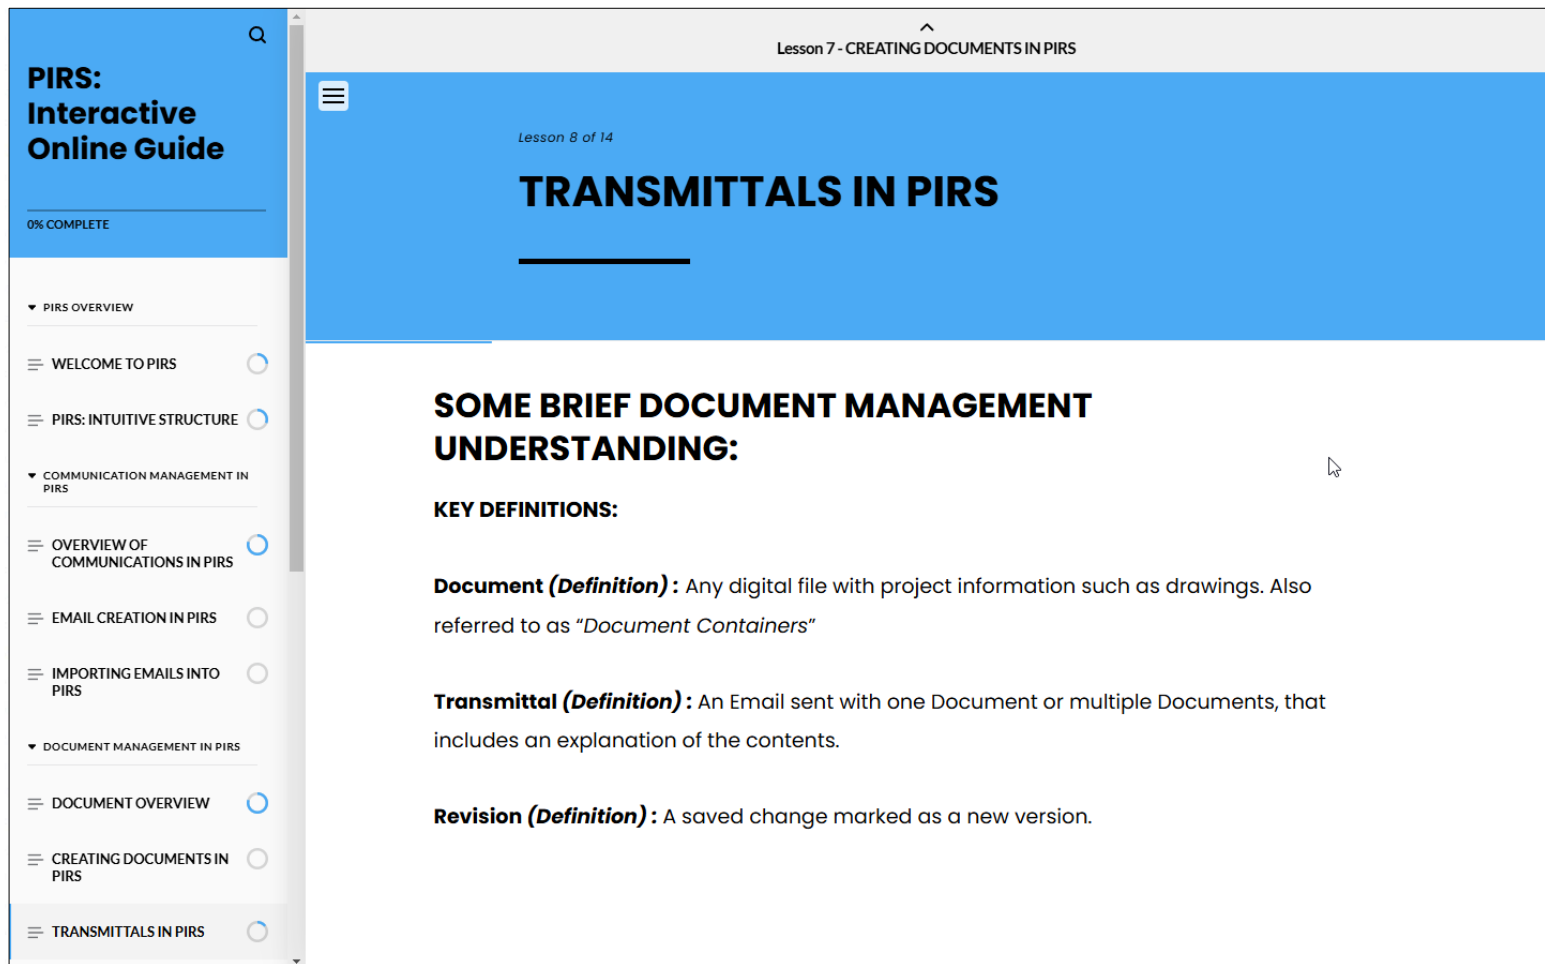 PIRS:
Interactive
Online Guide
0% COMPLETE
PIRS OVERVIEW
WELCOME TO PIRS
PIRS: INTUITIVE STRUCTURE
COMMUNICATION MANAGEMENT IN
PIRS
OVERVIEW OF
COMMUNICATIONS IN PIRS
EMAIL CREATION IN PIRS
IMPORTING EMAILS INTO
PIRS
DOCUMENT MANAGEMENT IN PIRS
DOCUMENT OVERVIEW
CREATING DOCUMENTS IN
PIRS
TRANSMITTALS IN PIRS
Lesson 7 - CREATING DOCUMENTS IN PIRS
Lesson 8 of 14
TRANSMITTALS IN PIRS
SOME BRIEF DOCUMENT MANAGEMENT
UNDERSTANDING:
KEY DEFINITIONS:
Document (Definition) : Any digital file with project information such as drawings. Also
referred to as “Document Containers”
Transmittal (Definition) : An Email sent with one Document or multiple Documents, that
includes an explanation of the contents.
Revision (Definition) : A saved change marked as a new version.